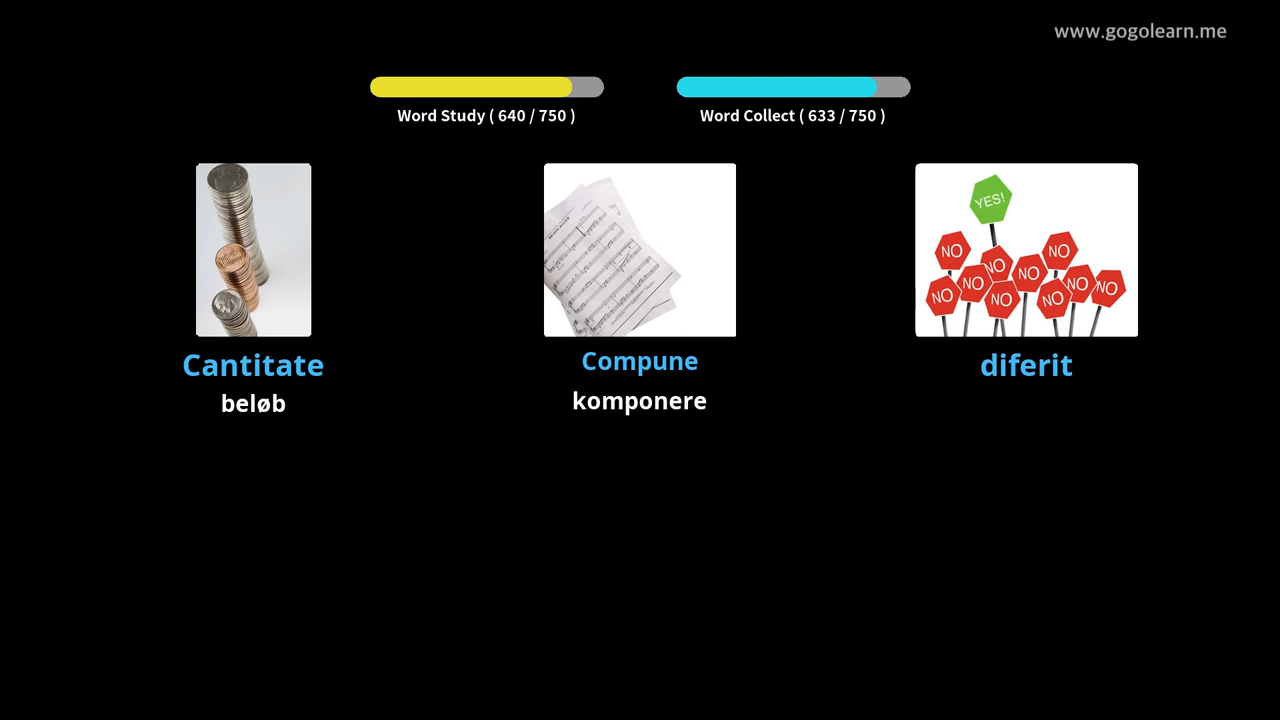 www.gogolearn.me
Word Study ( 640 / 750 )
Word Collect ( 633 / 750 )
YES!
NO
NO
NO
NO
NO
NO
NO
NO
NO
NO
Cantitate
Compune
diferit
beløb
komponere